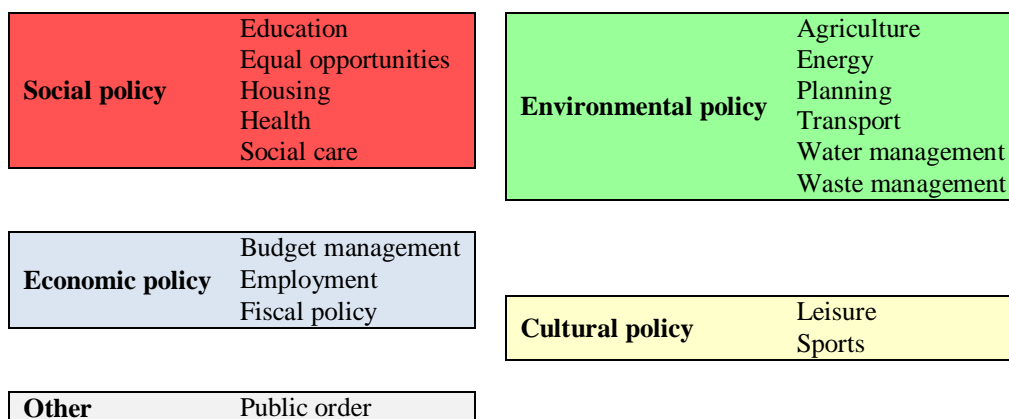 Social policy
Education
Equal opportunities
Housing
Health
Social care
Environmental policy
Agriculture
Energy
Planning
Transport
Water management
Waste management
Economic policy
Budget management
Employment
Fiscal policy
Cultural policy
Leisure
Sports
Other
Public order